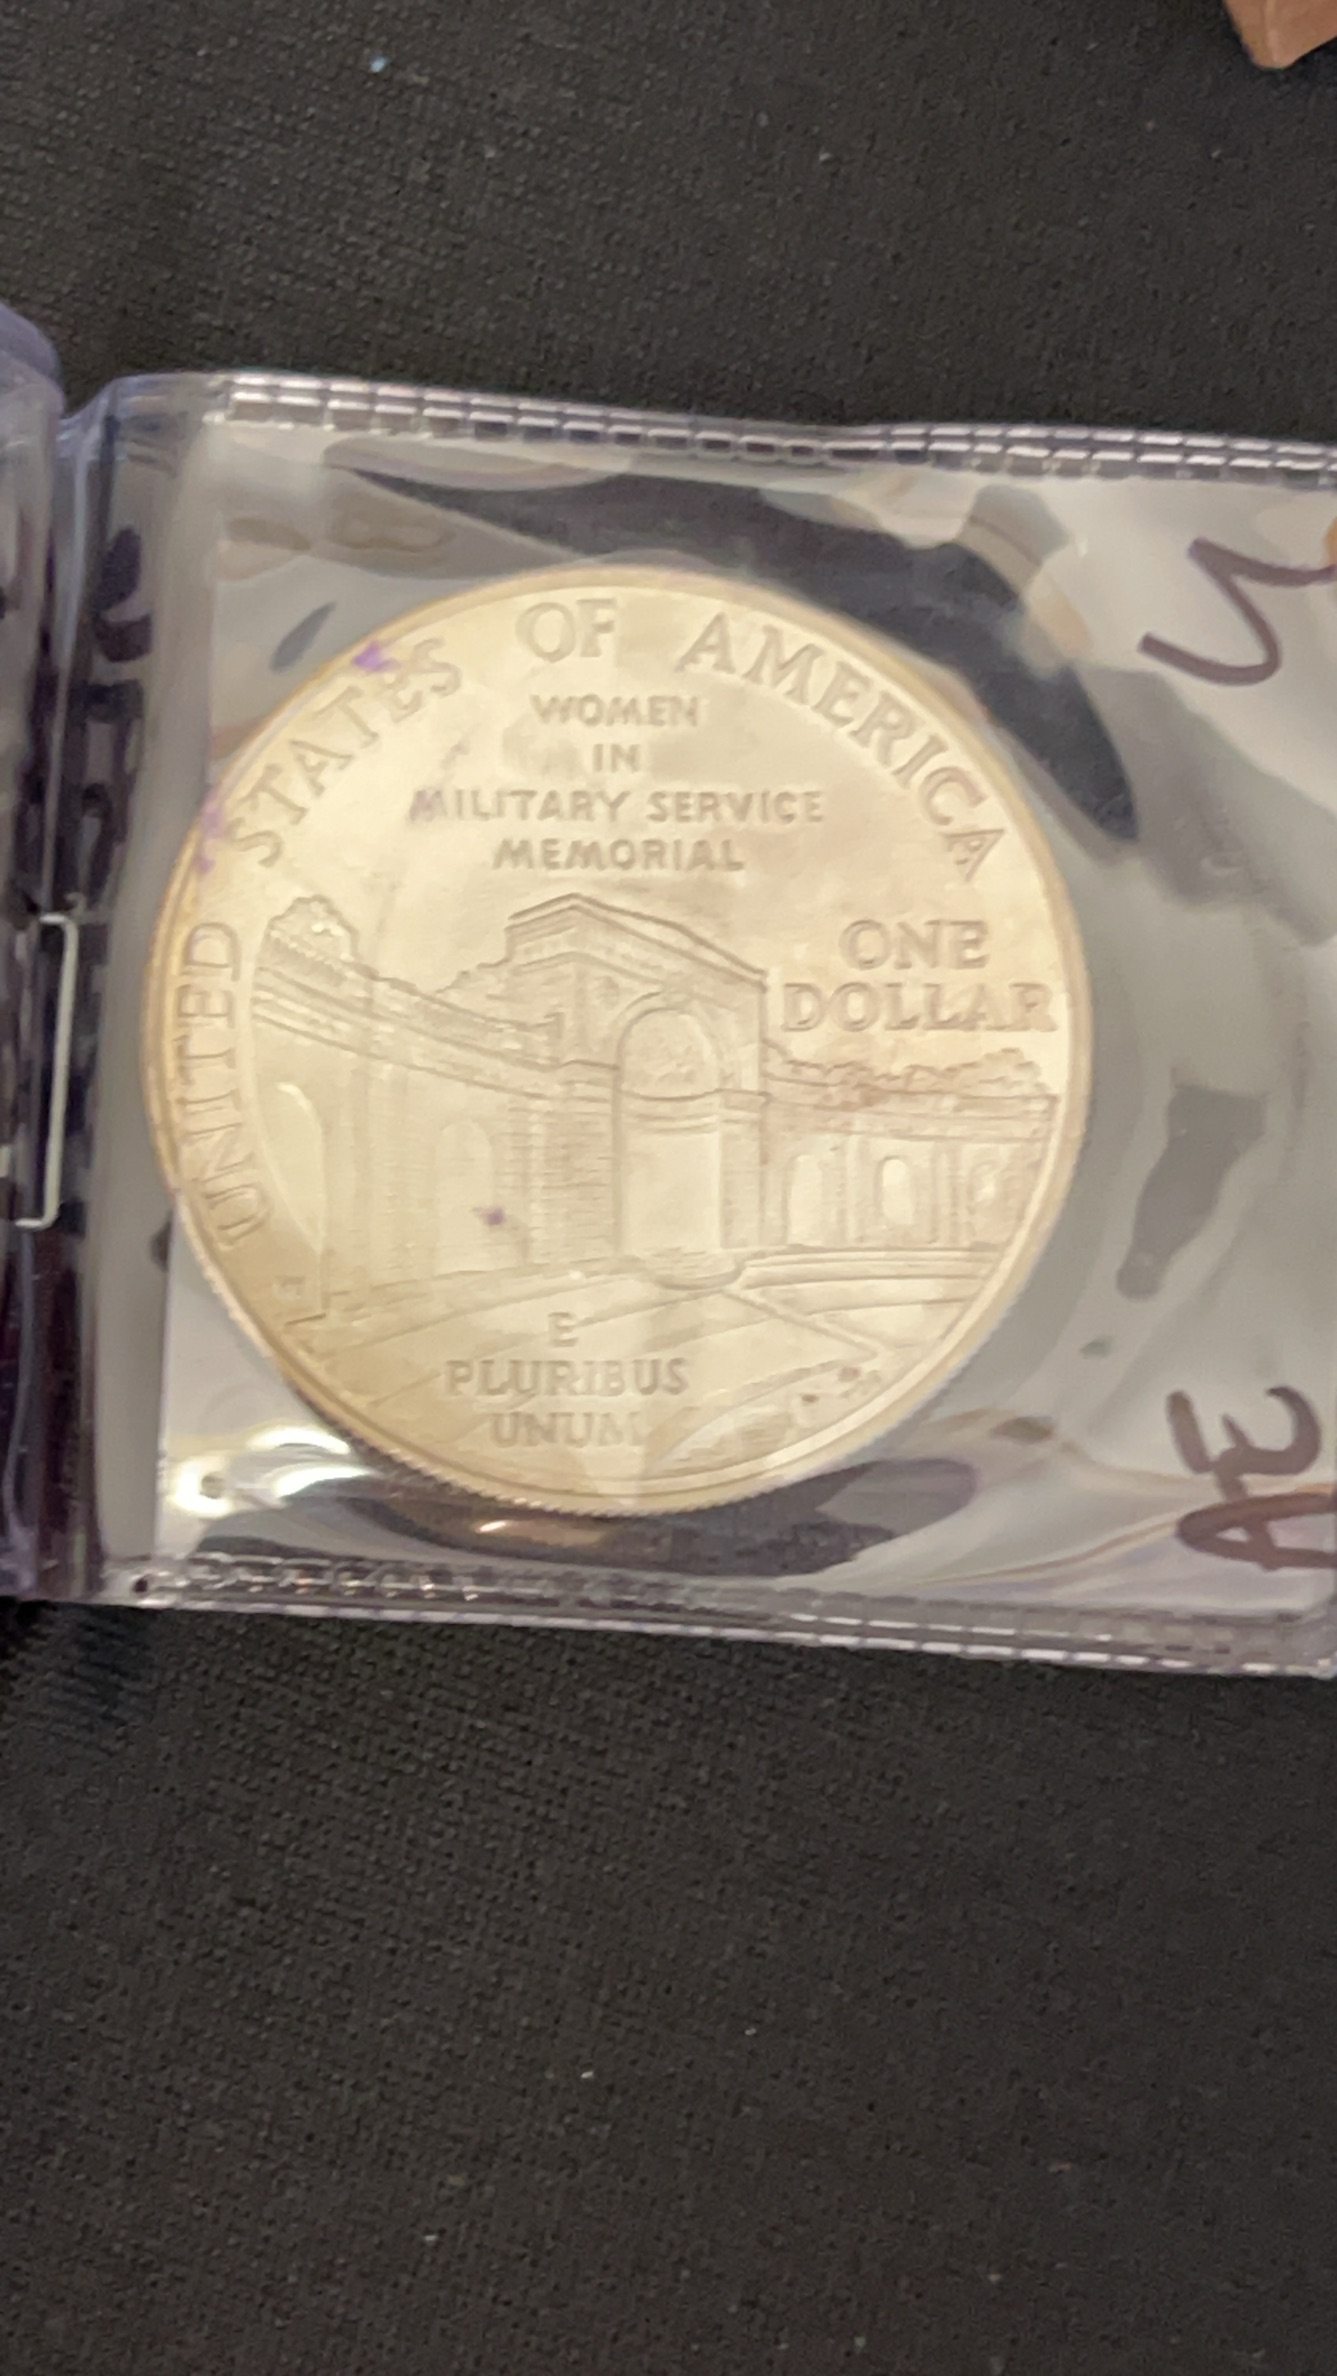 UNITED STATES OF AMERICA
WOMEN
IN
MILITARY SERVICE
MEMORIAL
ONE
DOLLAR
E
PLURIBUS
UNUM